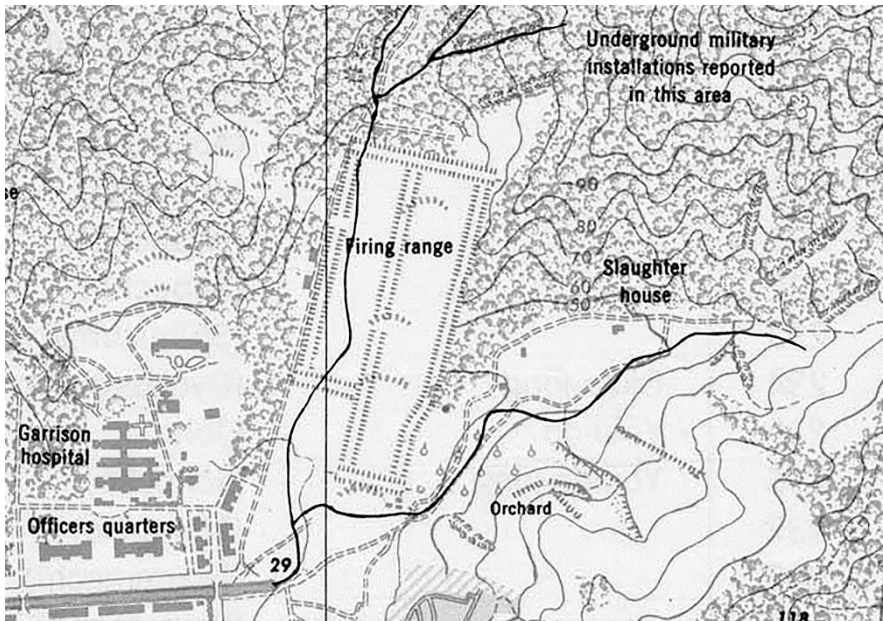 Underground military
installations reported
in this area
se
Firing range
90
80
70
60
50
Slaughter
house
Garrison
hospital
Officers quarters
Orchard
29
118